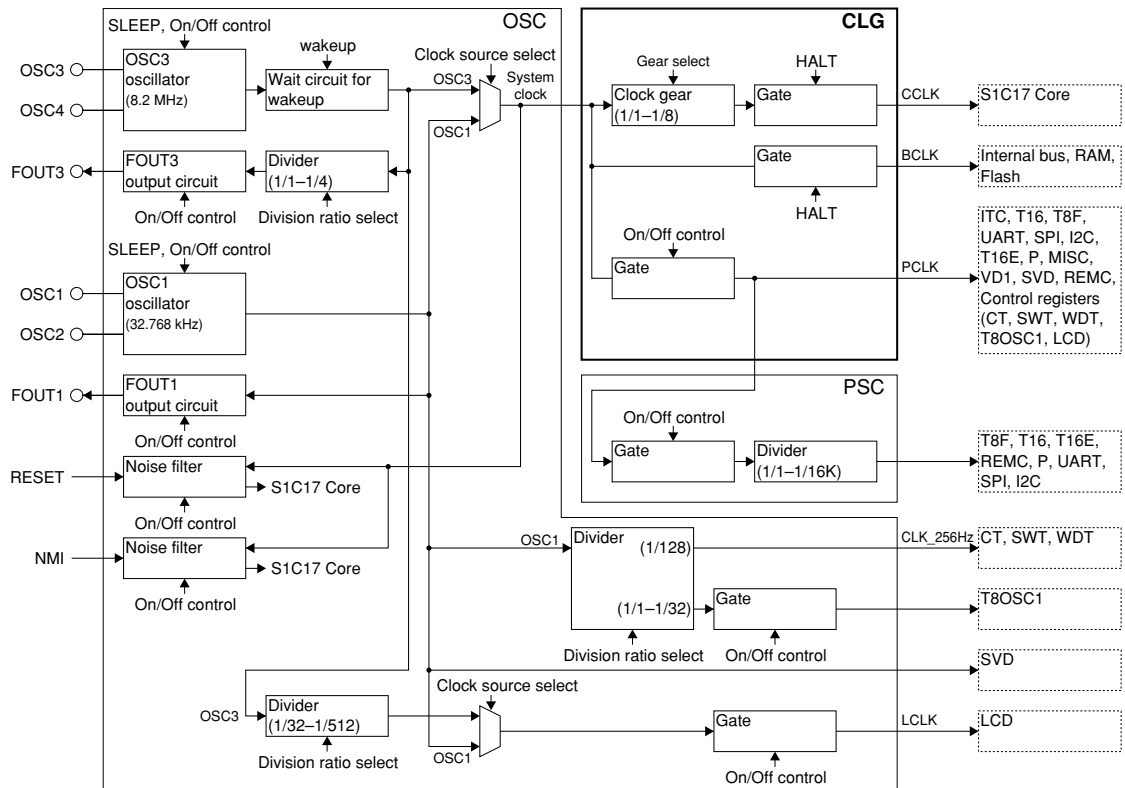 OSC
CLG
SLEEP, On/Off control
wakeup
Clock source select
OSC3
OSC4
OSC3
oscillator
(8.2 MHz)
Wait circuit for
wakeup
OSC3
OSC1
System
clock
Gear select
HALT
Clock gear
(1/1–1/8)
Gate
CCLK
S1C17 Core
FOUT3
FOUT3
output circuit
Divider
(1/1–1/4)
On/Off control
Division ratio select
Gate
HALT
BCLK
Internal bus, RAM,
Flash
SLEEP, On/Off control
OSC1
OSC2
OSC1
oscillator
(32.768 kHz)
On/Off control
Gate
PCLK
ITC, T16, T8F,
UART, SPI, I2C,
T16E, P, MISC,
VD1, SVD, REMC,
Control registers
(CT, SWT, WDT,
T8OSC1, LCD)
FOUT1
FOUT1
output circuit
On/Off control
PSC
On/Off control
Gate
Divider
(1/1–1/16K)
T8F, T16, T16E,
REMC, P, UART,
SPI, I2C
RESET
Noise filter
S1C17 Core
On/Off control
NMI
Noise filter
S1C17 Core
On/Off control
OSC1
Divider
(1/128)
(1/1–1/32)
Division ratio select
CLK_256Hz
CT, SWT, WDT
Gate
On/Off control
T8OSC1
SVD
OSC3
Divider
(1/32–1/512)
Division ratio select
Clock source select
OSC1
Gate
On/Off control
LCLK
LCD